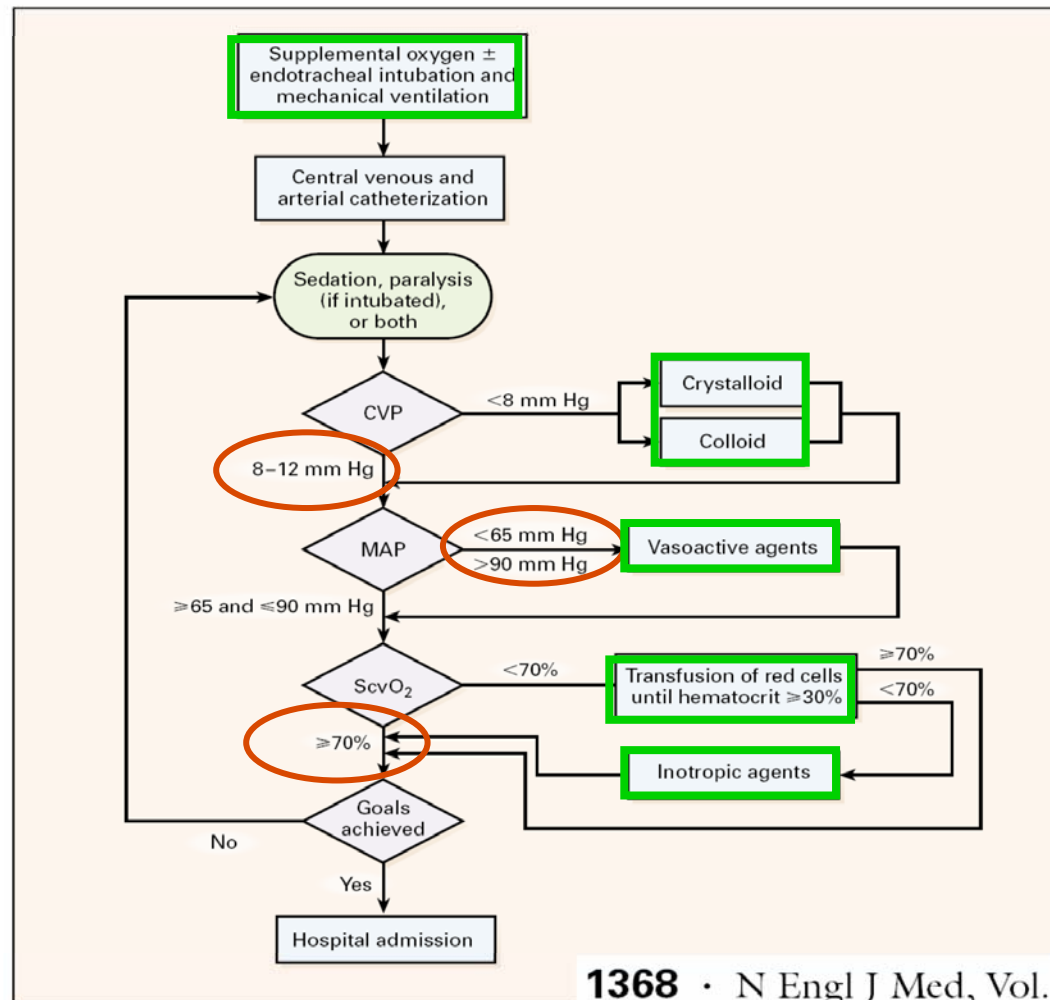 Supplemental oxygen ±
endotracheal intubation and
mechanical ventilation
Central venous and
arterial catheterization
Sedation, paralysis
(if intubated),
or both
CVP
<8 mm Hg
Crystalloid
Colloid
8–12 mm Hg
MAP
<65 mm Hg
>90 mm Hg
Vasoactive agents
≥65 and ≤90 mm Hg
ScvO₂
<70%
Transfusion of red cells
until hematocrit ≥30%
≥70%
<70%
≥70%
Inotropic agents
Goals
achieved
No
Yes
Hospital admission
1368 · N Engl J Med, Vol.